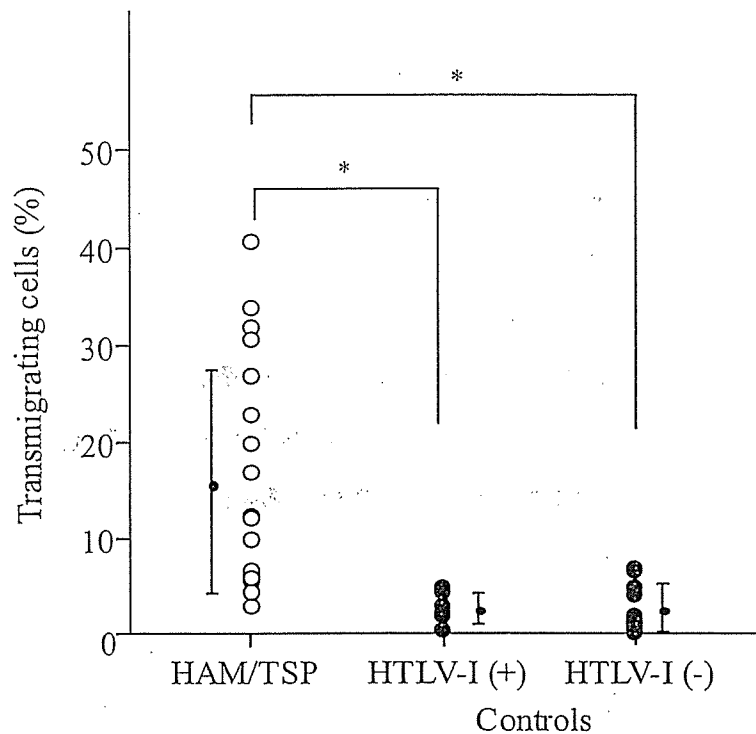 *
*
50
40
30
20
10
0
Transmigrating cells (%)
HAM/TSP HTLV-I (+) HTLV-I (-)
Controls